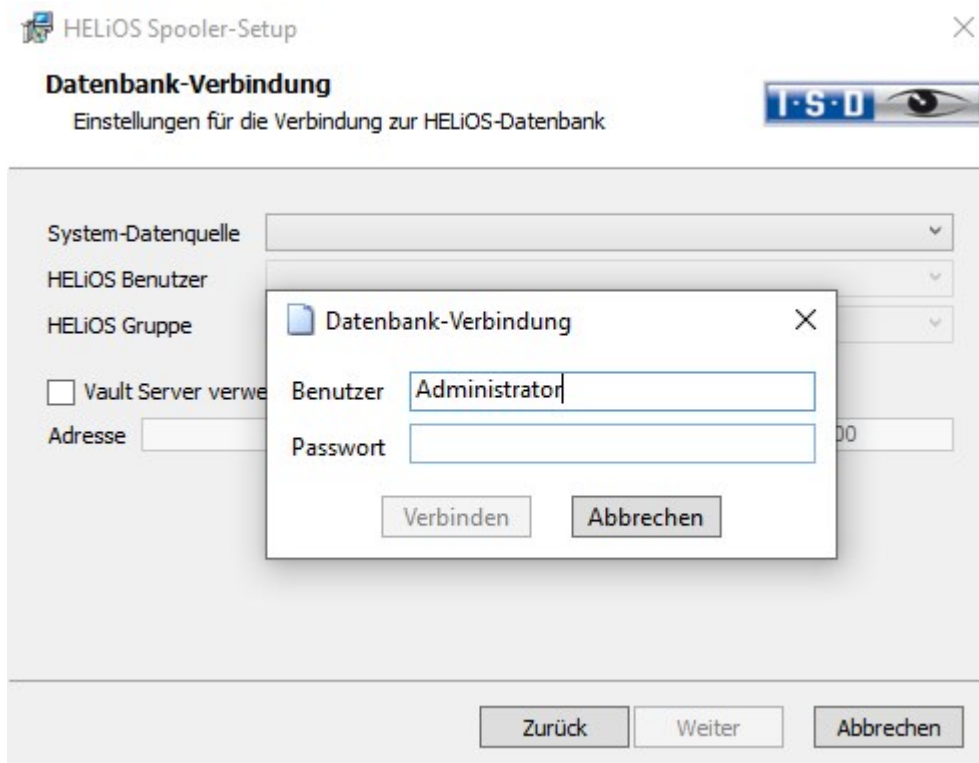 HELiOS Spooler-Setup
Datenbank-Verbindung
Einstellungen für die Verbindung zur HELiOS-Datenbank
I·S·D
System-Datenquelle
HELiOS Benutzer
HELiOS Gruppe
Vault Server verwe
Adresse
00
Datenbank-Verbindung
Benutzer Administrator
Passwort
Verbinden Abbrechen
Zurück Weiter Abbrechen